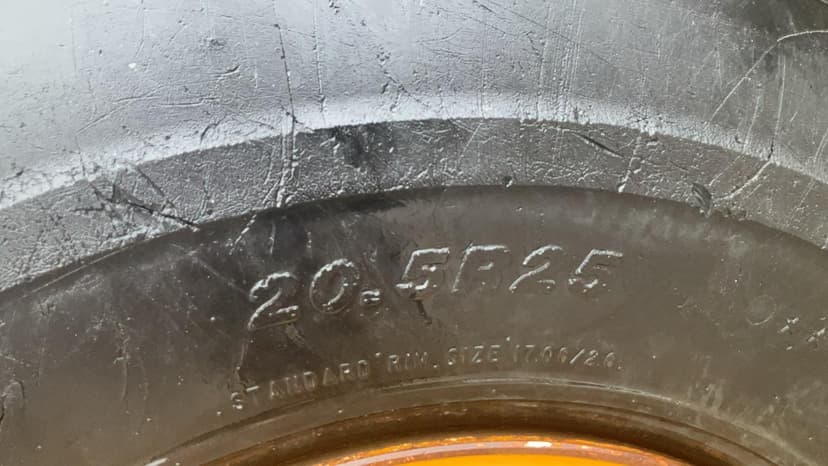 20.5R25
STANDARD RIM SIZE 17.00/2.0
★★